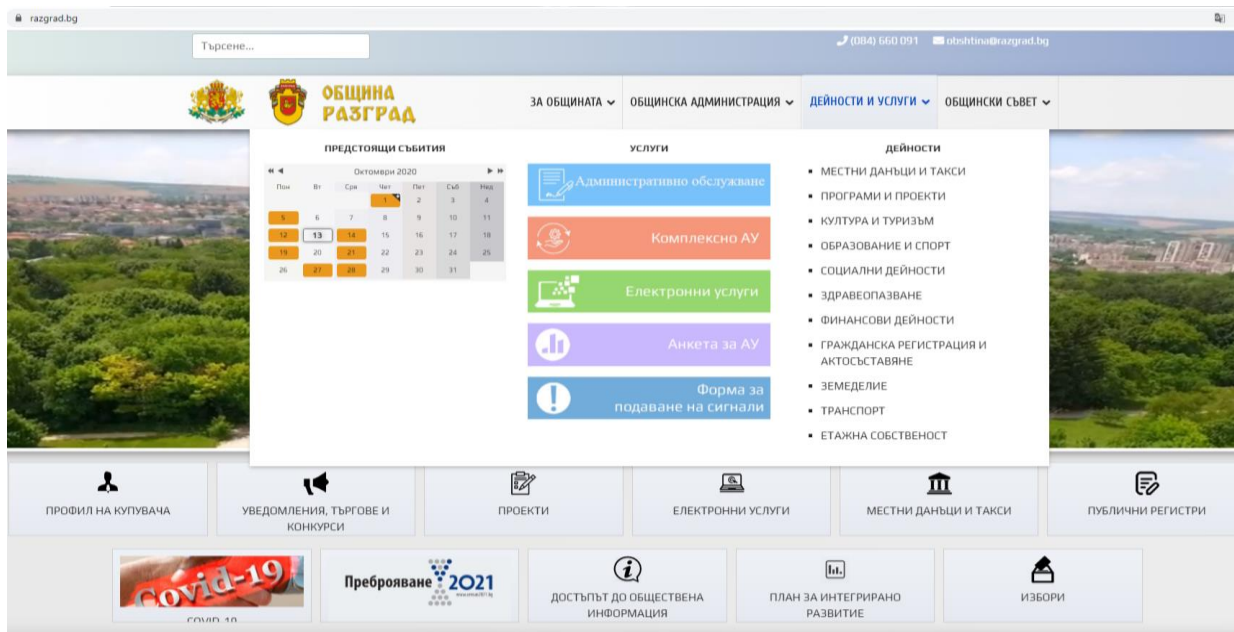 razgrad.bg
Търсене...
(084) 660 091 obshtina@razgrad.bg
ОБЩИНА
РАЗГРАД
ЗА ОБЩИНАТА ОБЩИНСКА АДМИНИСТРАЦИЯ ДЕЙНОСТИ И УСЛУГИ ОБЩИНСКИ СЪВЕТ
ПРЕДСТОЯЩИ СЪБИТИЯ
Октомври 2020
Пон Вт Сря Чет Пет Съб Нед
1 2 3 4
5 6 7 8 9 10 11
12 13 14 15 16 17 18
19 20 21 22 23 24 25
26 27 28 29 30 31
УСЛУГИ
Административно обслужване
Комплексно АУ
Електронни услуги
Анкета за АУ
Форма за
подаване на сигнали
ДЕЙНОСТИ
МЕСТНИ ДАНЪЦИ И ТАКСИ
ПРОГРАМИ И ПРОЕКТИ
КУЛТУРА И ТУРИЗЪМ
ОБРАЗОВАНИЕ И СПОРТ
СОЦИАЛНИ ДЕЙНОСТИ
ЗДРАВЕОПАЗВАНЕ
ФИНАНСОВИ ДЕЙНОСТИ
ГРАЖДАНСКА РЕГИСТРАЦИЯ И
АКТОСЪСТАВЯНЕ
ЗЕМЕДЕЛИЕ
ТРАНСПОРТ
ЕТАЖНА СОБСТВЕНОСТ
ПРОФИЛ НА КУПУВАЧА
УВЕДОМЛЕНИЯ, ТЪРГОВЕ И
КОНКУРСИ
ПРОЕКТИ
ЕЛЕКТРОННИ УСЛУГИ
МЕСТНИ ДАНЪЦИ И ТАКСИ
ПУБЛИЧНИ РЕГИСТРИ
Covid-19
COVID-19
Преброяване 2021
ДОСТЪПЪТ ДО ОБЩЕСТВЕНА
ИНФОРМАЦИЯ
ПЛАН ЗА ИНТЕГРИРАНО
РАЗВИТИЕ
ИЗБОРИ